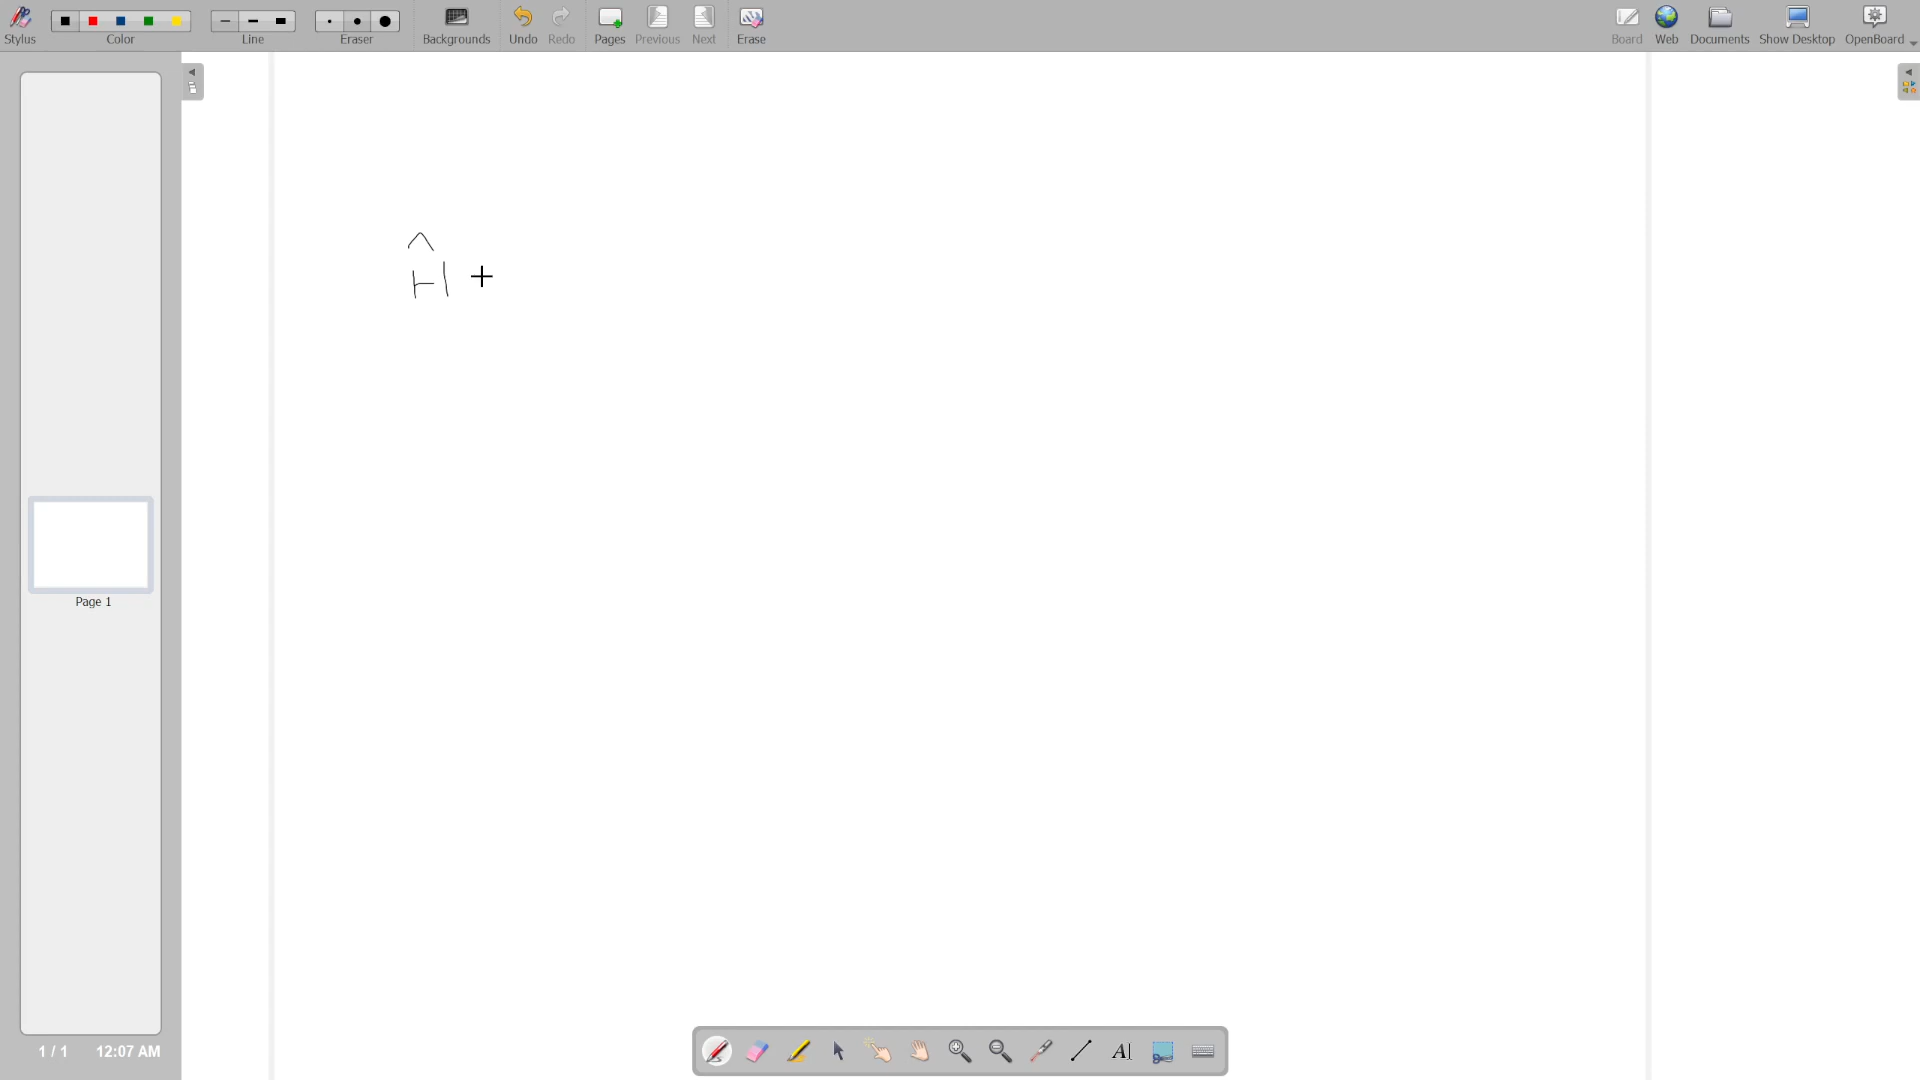 Stylus Color Line Eraser Backgrounds Undo Redo Pages Previous Next Erase Board Web Documents Show Desktop OpenBoard
Ĥ
Page 1
1 / 1 12:07 AM